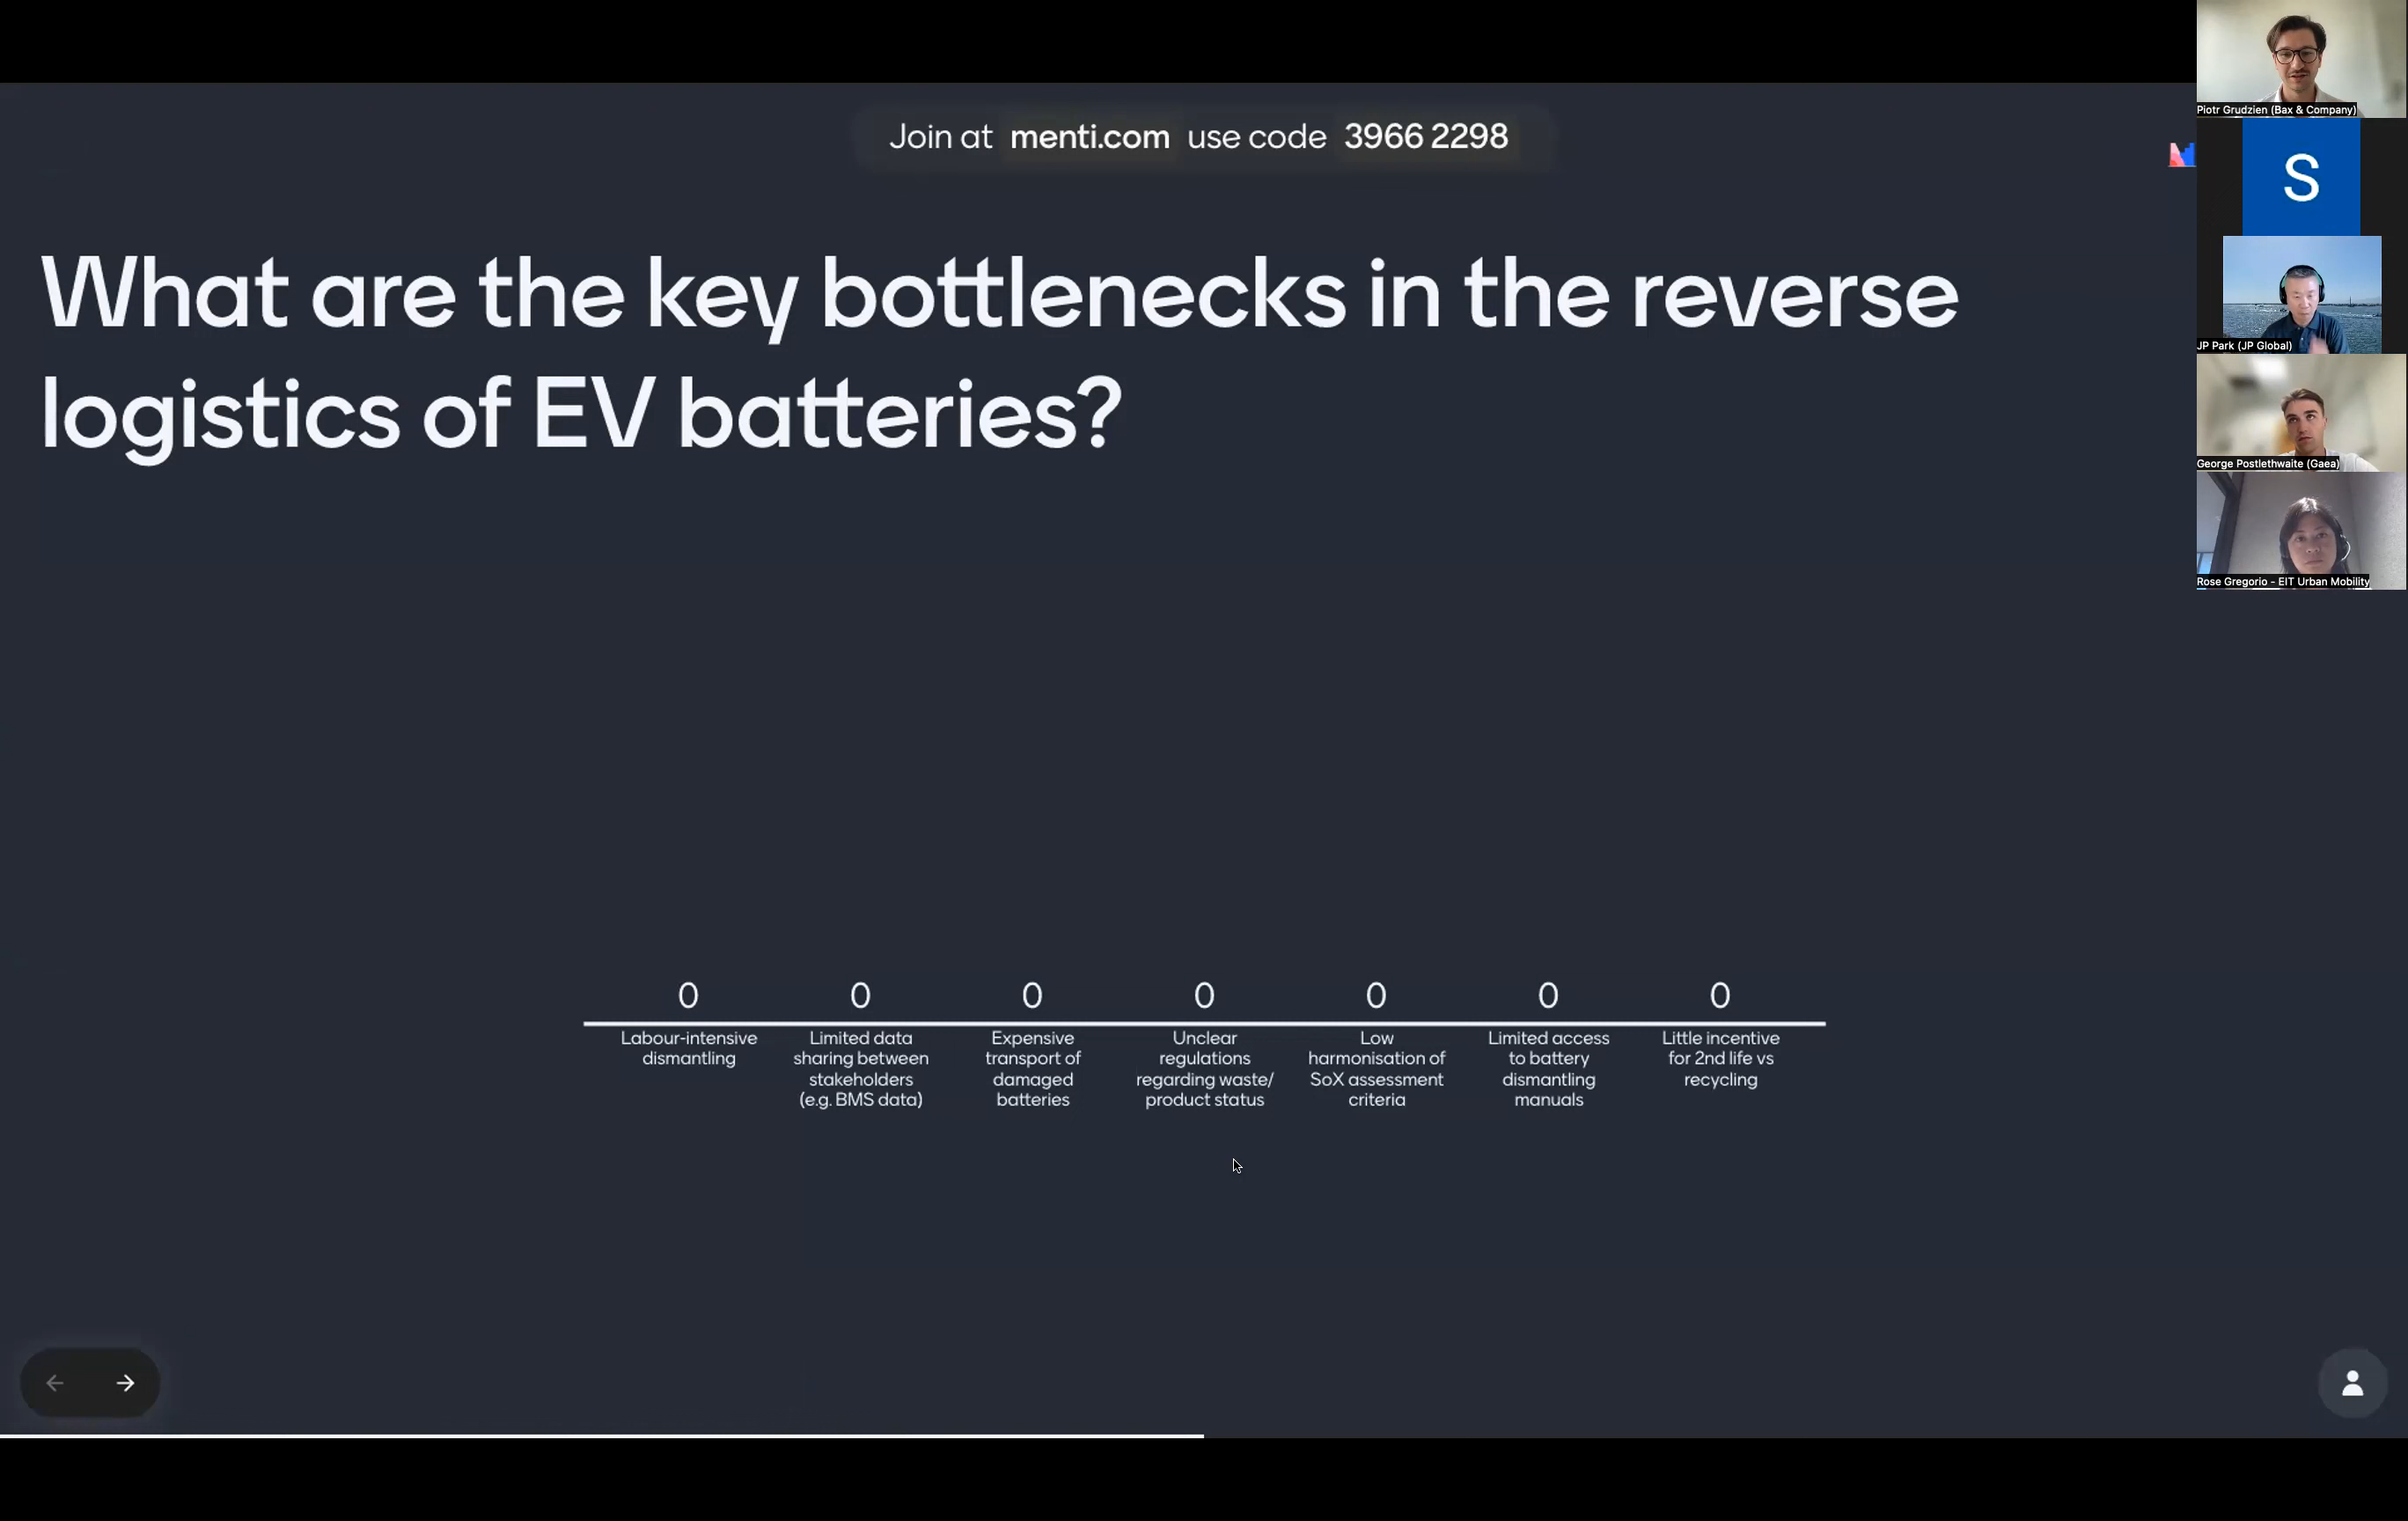 Join at menti.com use code 3966 2298
What are the key bottlenecks in the reverse
logistics of EV batteries?
0 0 0 0 0 0 0
Labour-intensive
dismantling
Limited data
sharing between
stakeholders
(e.g. BMS data)
Expensive
transport of
damaged
batteries
Unclear
regulations
regarding waste/
product status
Low
harmonisation of
SoX assessment
criteria
Limited access
to battery
dismantling
manuals
Little incentive
for 2nd life vs
recycling
Piotr Grudzien (Bax & Company)
S
JP Park (JP Global)
George Postlethwaite (Gaea)
Rose Gregorio - EIT Urban Mobility